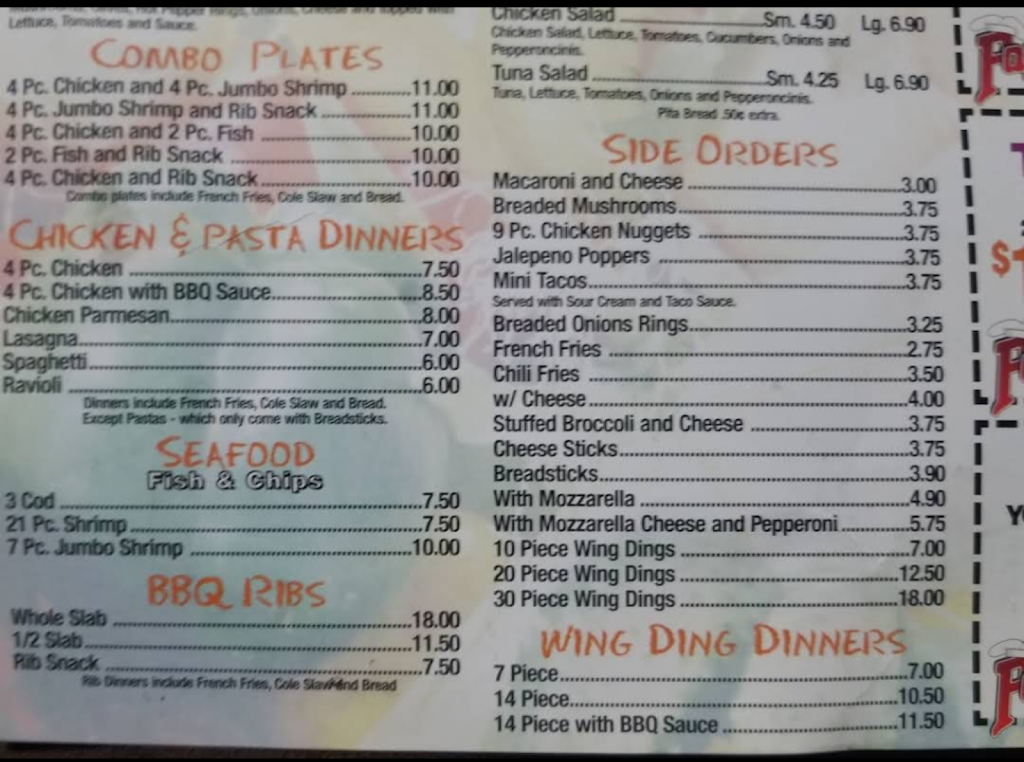 Mushrooms, Olives, Hot Pepper Rings, Onions, Cheese and topped with
Lettuce, Tomatoes and Sauce.
COMBO PLATES
4 Pc. Chicken and 4 Pc. Jumbo Shrimp ............11.00
4 Pc. Jumbo Shrimp and Rib Snack ..................11.00
4 Pc. Chicken and 2 Pc. Fish ..............................10.00
2 Pc. Fish and Rib Snack ....................................10.00
4 Pc. Chicken and Rib Snack ..............................10.00
Combo plates include French Fries, Cole Slaw and Bread.
CHICKEN & PASTA DINNERS
4 Pc. Chicken ......................................................7.50
4 Pc. Chicken with BBQ Sauce............................8.50
Chicken Parmesan...............................................8.00
Lasagna................................................................7.00
Spaghetti..............................................................6.00
Ravioli ..................................................................6.00
Dinners include French Fries, Cole Slaw and Bread.
Except Pastas - which only come with Breadsticks.
SEAFOOD
Fish & Chips
3 Cod ...................................................................7.50
21 Pc. Shrimp.......................................................7.50
7 Pc. Jumbo Shrimp ..........................................10.00
BBQ RIBS
Whole Slab ........................................................18.00
1/2 Slab..............................................................11.50
Rib Snack ............................................................7.50
Rib Dinners include French Fries, Cole Slaw and Bread
Chicken Salad ..........................Sm. 4.50 Lg. 6.90
Chicken Salad, Lettuce, Tomatoes, Cucumbers, Onions and
Pepperoncinis.
Tuna Salad ...............................Sm. 4.25 Lg. 6.90
Tuna, Lettuce, Tomatoes, Onions and Pepperoncinis.
Pita Bread .50¢ extra.
SIDE ORDERS
Macaroni and Cheese .........................................3.00
Breaded Mushrooms............................................3.75
9 Pc. Chicken Nuggets ........................................3.75
Jalepeno Poppers ................................................3.75
Mini Tacos............................................................3.75
Served with Sour Cream and Taco Sauce.
Breaded Onions Rings..........................................3.25
French Fries .........................................................2.75
Chili Fries .............................................................3.50
w/ Cheese.............................................................4.00
Stuffed Broccoli and Cheese ...............................3.75
Cheese Sticks.......................................................3.75
Breadsticks...........................................................3.90
With Mozzarella ...................................................4.90
With Mozzarella Cheese and Pepperoni..............5.75
10 Piece Wing Dings ............................................7.00
20 Piece Wing Dings ..........................................12.50
30 Piece Wing Dings ..........................................18.00
WING DING DINNERS
7 Piece..................................................................7.00
14 Piece..............................................................10.50
14 Piece with BBQ Sauce ...................................11.50